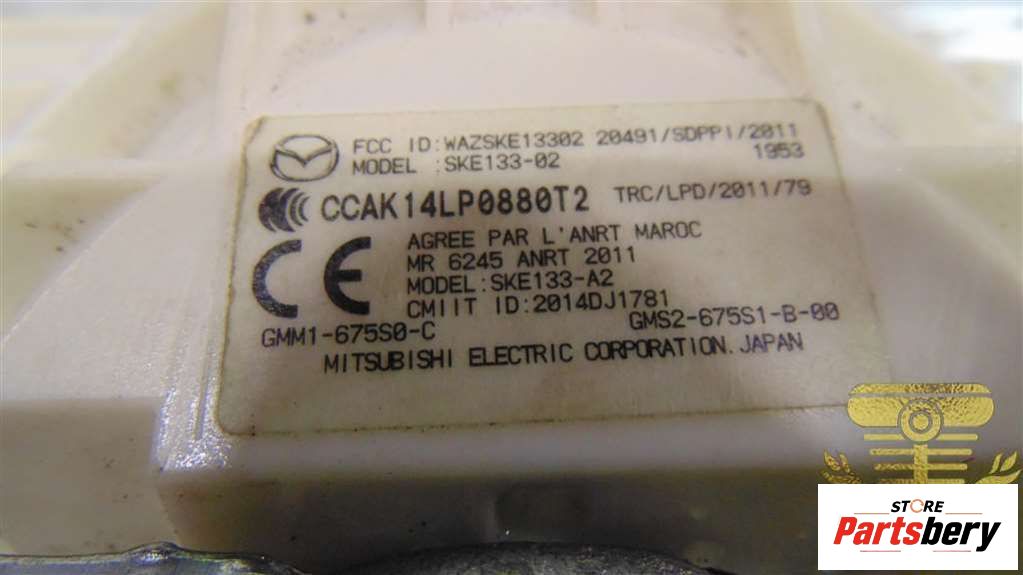 FCC ID:WAZSKE13302 20491/SDPPI/2011
MODEL :SKE133-02 1953
CCAK14LP0880T2 TRC/LPD/2011/79
AGREE PAR L'ANRT MAROC
MR 6245 ANRT 2011
MODEL:SKE133-A2
CMIIT ID:2014DJ1781
GMM1-675S0-C GMS2-675S1-B-00
MITSUBISHI ELECTRIC CORPORATION.JAPAN
STORE
Partsbery